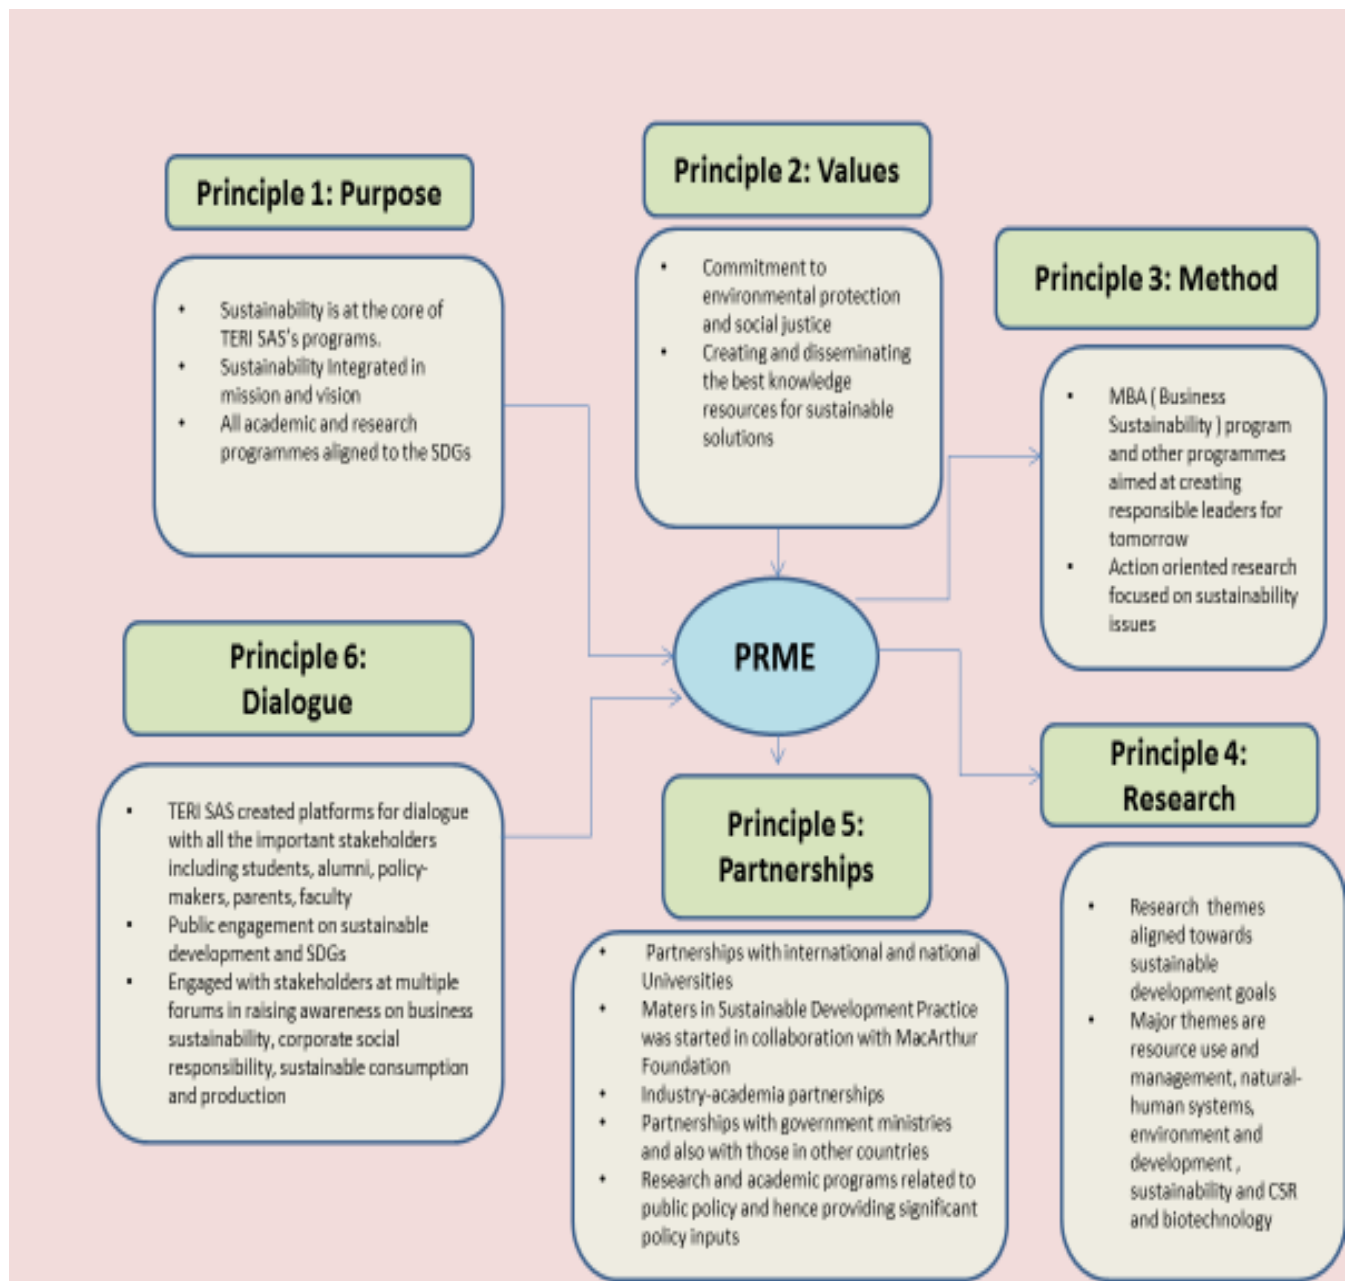 Principle 1: Purpose
• Sustainability is at the core of
TERI SAS's programs.
• Sustainability Integrated in
mission and vision
• All academic and research
programmes aligned to the SDGs
Principle 2: Values
• Commitment to
environmental protection
and social justice
• Creating and disseminating
the best knowledge
resources for sustainable
solutions
Principle 3: Method
• MBA ( Business
Sustainability ) program
and other programmes
aimed at creating
responsible leaders for
tomorrow
• Action oriented research
focused on sustainability
issues
PRME
Principle 4:
Research
• Research themes
aligned towards
sustainable
development goals
• Major themes are
resource use and
management, natural-
human systems,
environment and
development ,
sustainability and CSR
and biotechnology
Principle 5:
Partnerships
• Partnerships with international and national
Universities
• Maters in Sustainable Development Practice
was started in collaboration with MacArthur
Foundation
• Industry-academia partnerships
• Partnerships with government ministries
and also with those in other countries
• Research and academic programs related to
public policy and hence providing significant
policy inputs
Principle 6:
Dialogue
• TERI SAS created platforms for dialogue
with all the important stakeholders
including students, alumni, policy-
makers, parents, faculty
• Public engagement on sustainable
development and SDGs
• Engaged with stakeholders at multiple
forums in raising awareness on business
sustainability, corporate social
responsibility, sustainable consumption
and production